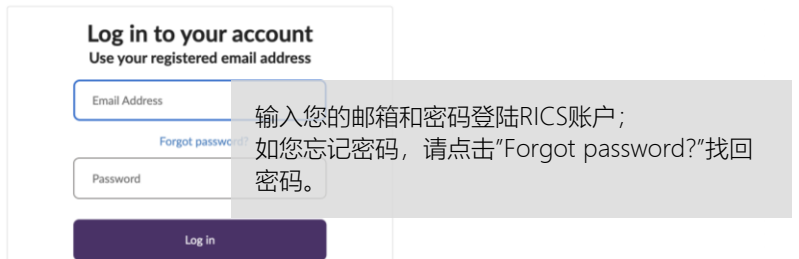 Log in to your account
Use your registered email address
Email Address
输入您的邮箱和密码登陆RICS账户；
Forgot password?
如您忘记密码，请点击"Forgot password?"找回
密码。
Password
Log in